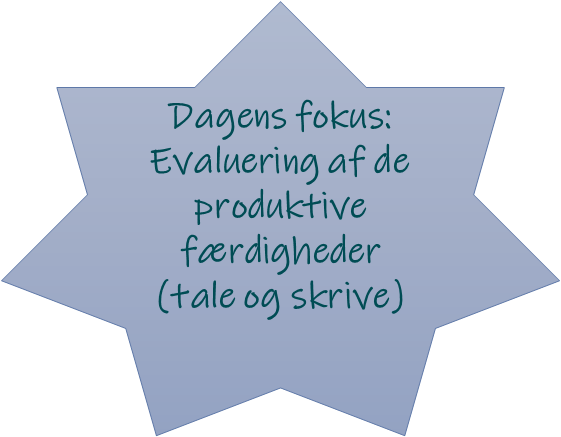 Dagens fokus:
Evaluering af de
produktive
færdigheder
(tale og skrive)